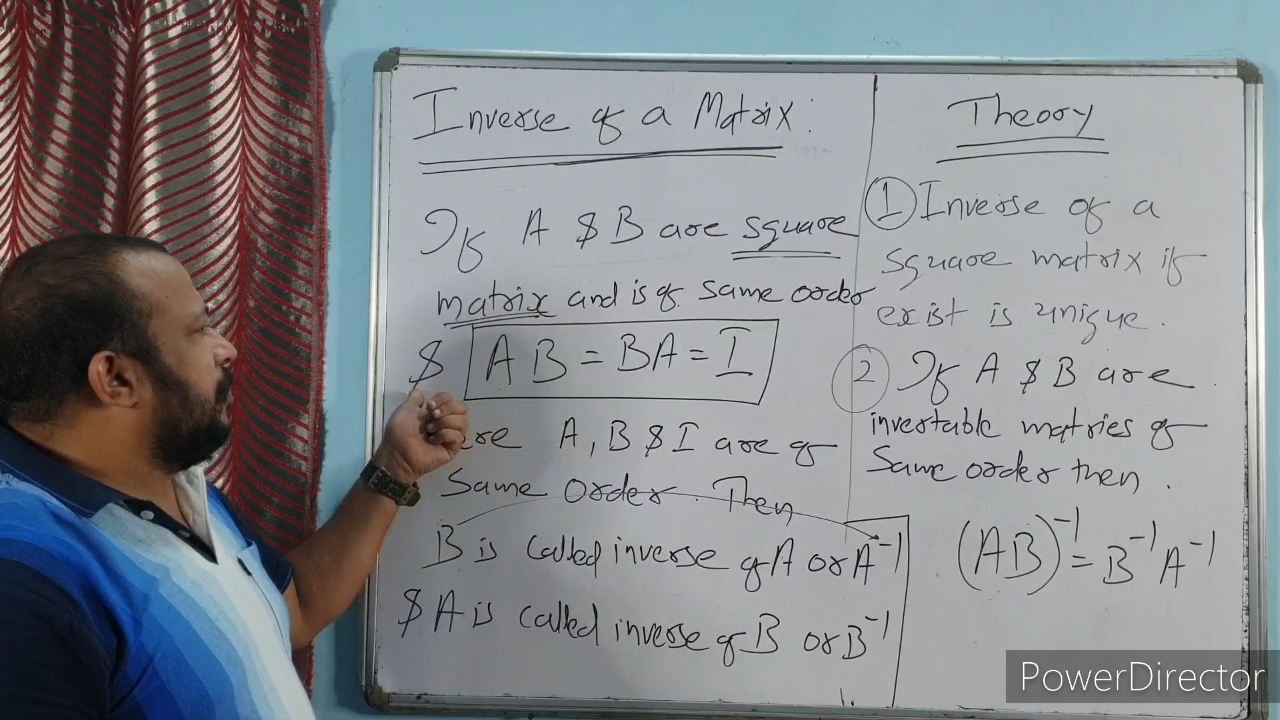 Inverse of a Matrix:
If A & B are square
matrix and is of same order
& AB = BA = I
are A, B & I are of
Same Order. Then
B is called inverse of A or A⁻¹
& A is called inverse of B or B⁻¹
Theory
1 Inverse of a
square matrix if
exist is unique.
2 If A & B are
invertable matries of
Same order then.
(AB)⁻¹ = B⁻¹A⁻¹
PowerDirector